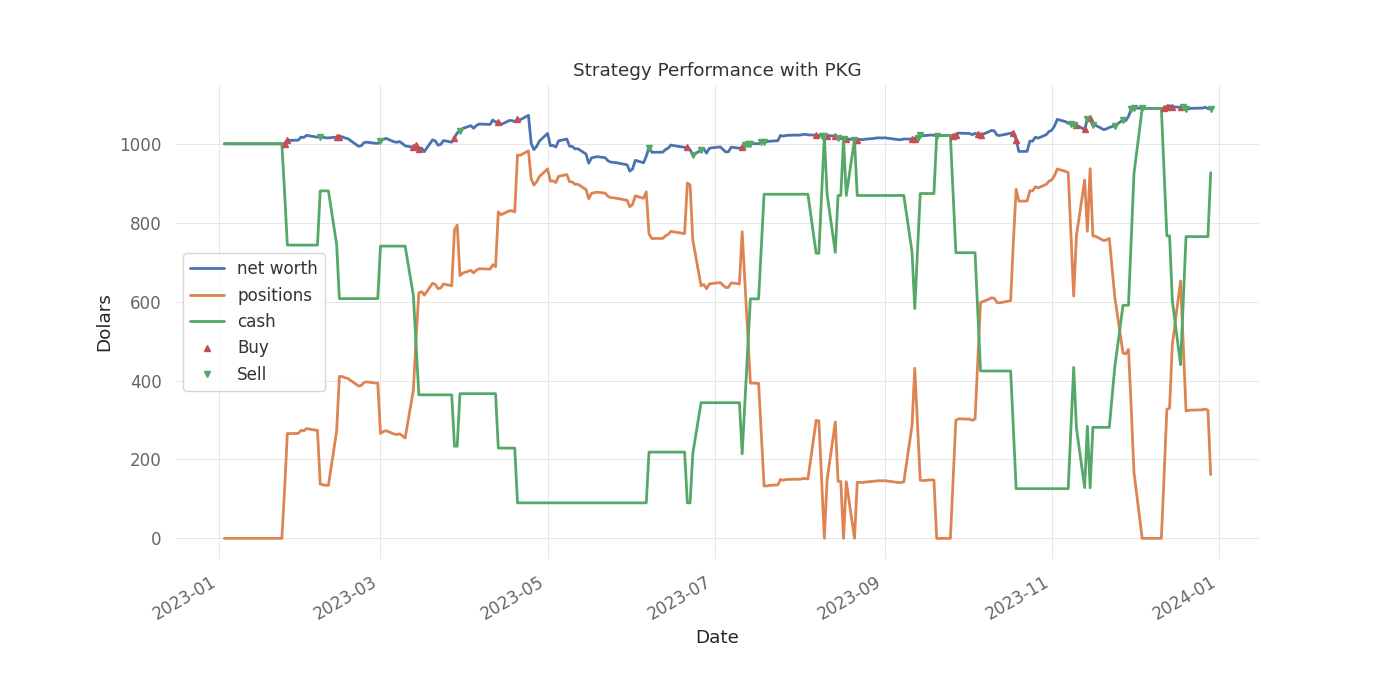 Strategy Performance with PKG
Dolars
1000
800
600
400
200
0
net worth
positions
cash
Buy
Sell
2023-01
2023-03
2023-05
2023-07
2023-09
2023-11
2024-01
Date